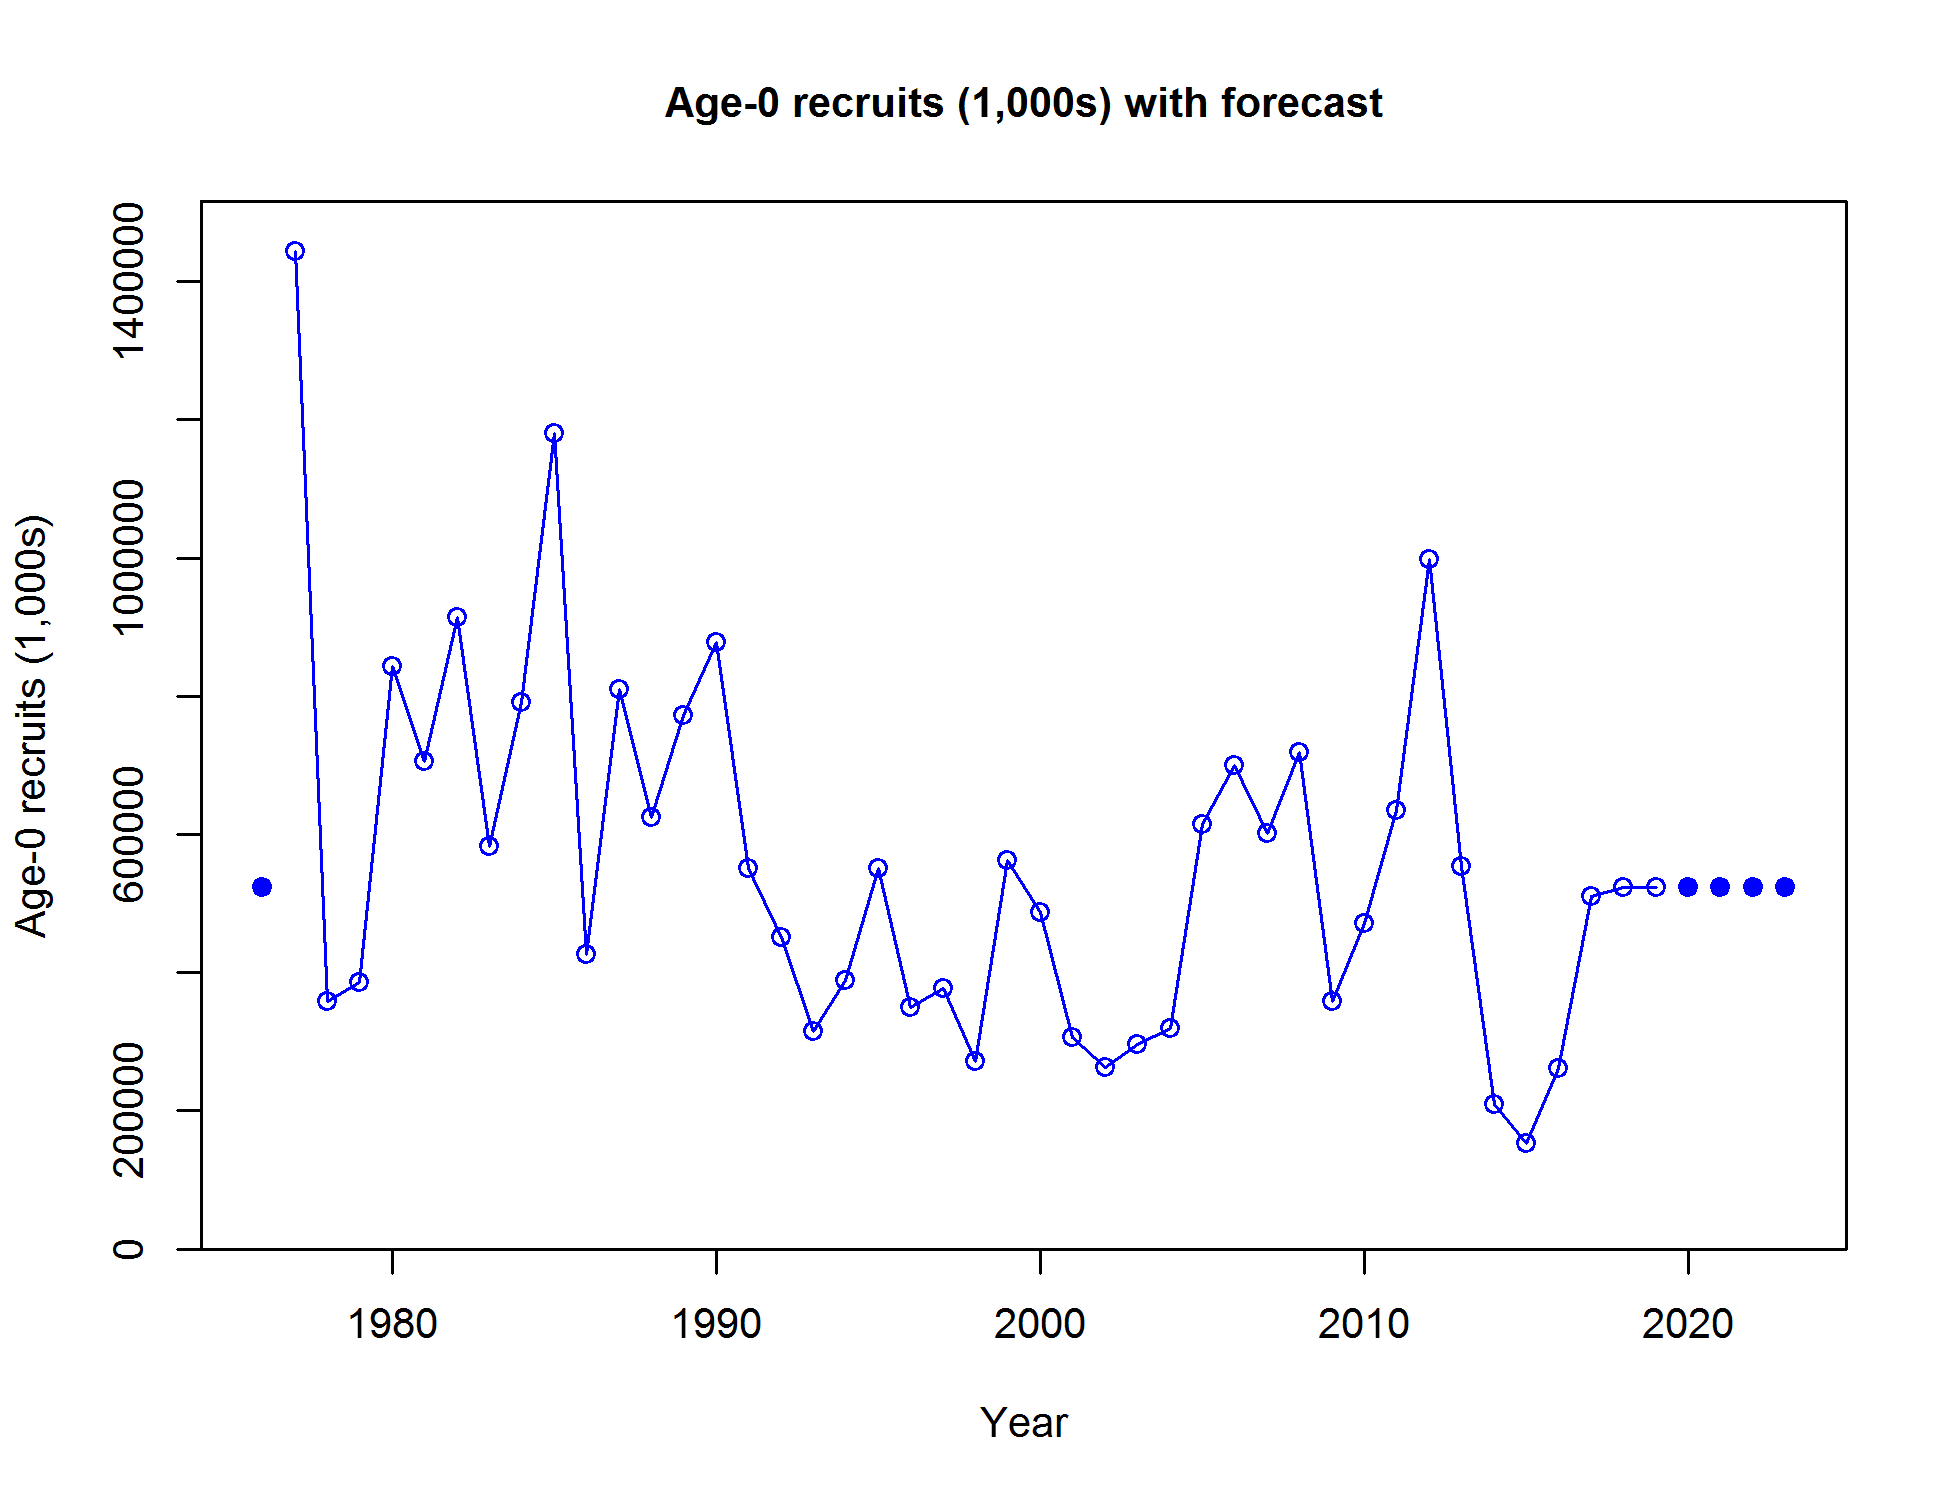 Age-0 recruits (1,000s) with forecast
Age-0 recruits (1,000s)
1400000
1000000
600000
200000
0
1980 1990 2000 2010 2020
Year